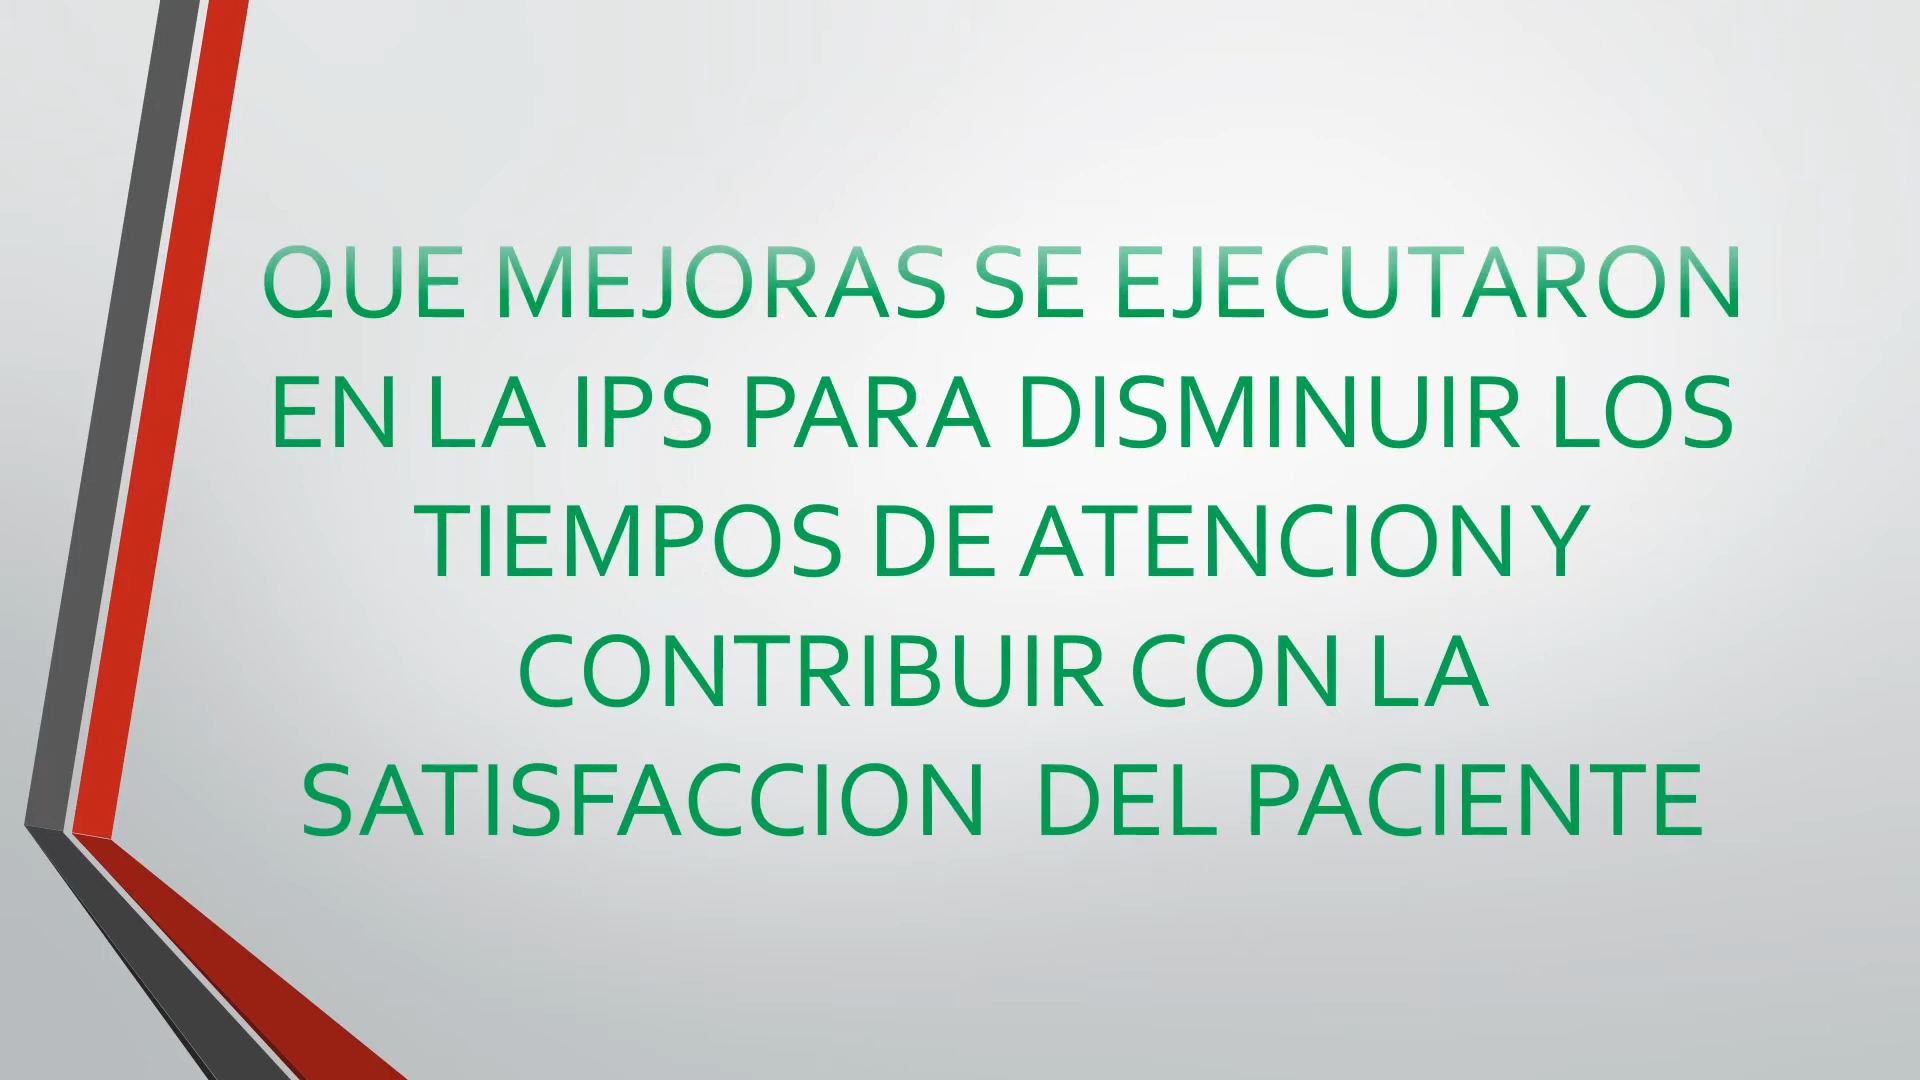 QUE MEJORAS SE EJECUTARON
EN LA IPS PARA DISMINUIR LOS
TIEMPOS DE ATENCION Y
CONTRIBUIR CON LA
SATISFACCION DEL PACIENTE